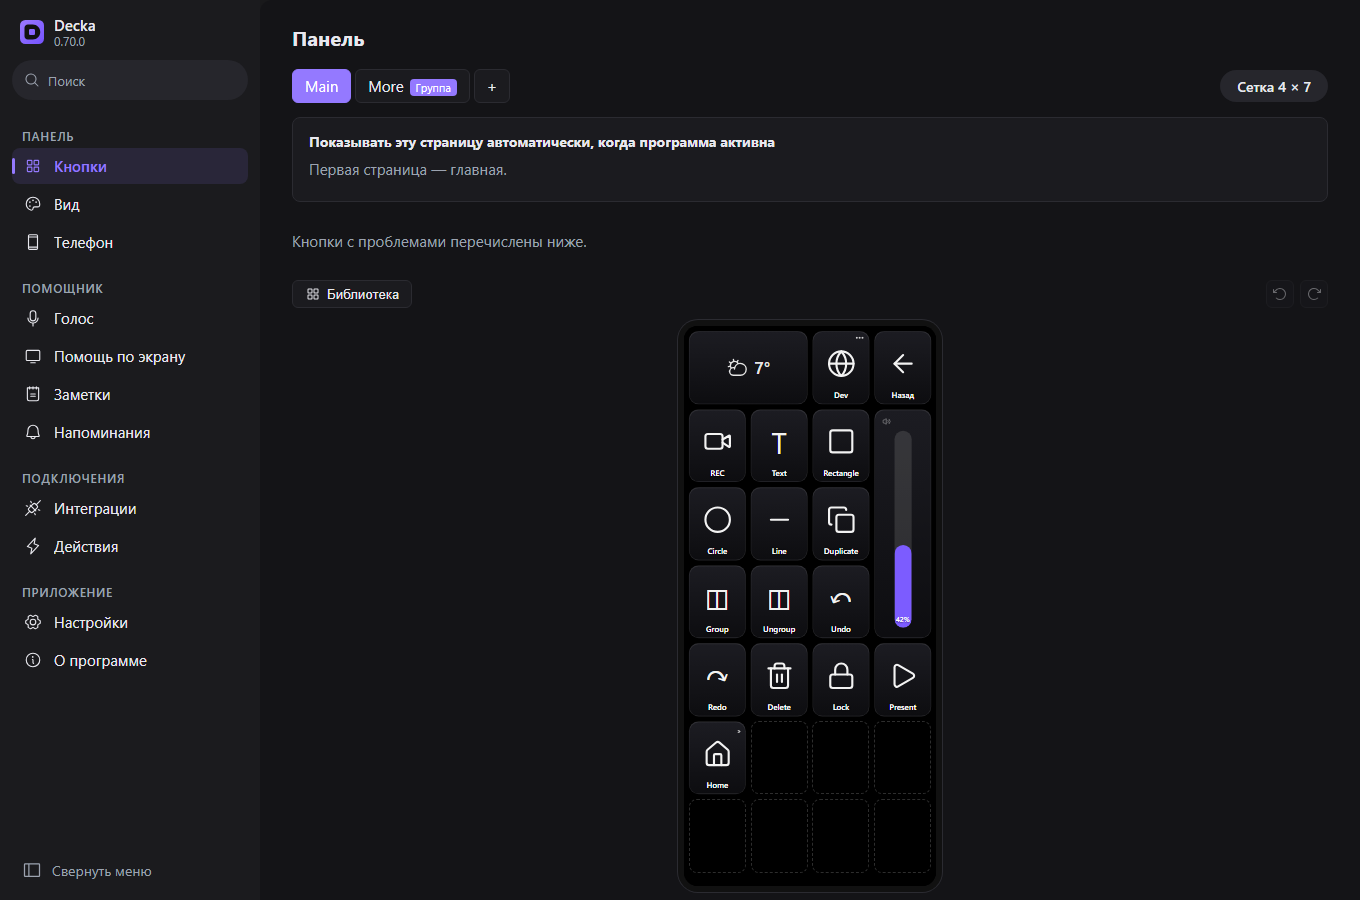 Decka
0.70.0
Поиск
ПАНЕЛЬ
Кнопки
Вид
Телефон
ПОМОЩНИК
Голос
Помощь по экрану
Заметки
Напоминания
ПОДКЛЮЧЕНИЯ
Интеграции
Действия
ПРИЛОЖЕНИЕ
Настройки
О программе
Свернуть меню
Панель
Main
More Группа
+
Сетка 4 × 7
Показывать эту страницу автоматически, когда программа активна
Первая страница — главная.
Кнопки с проблемами перечислены ниже.
Библиотека
7°
Dev
Назад
REC
Text
Rectangle
Circle
Line
Duplicate
42%
Group
Ungroup
Undo
Redo
Delete
Lock
Present
Home